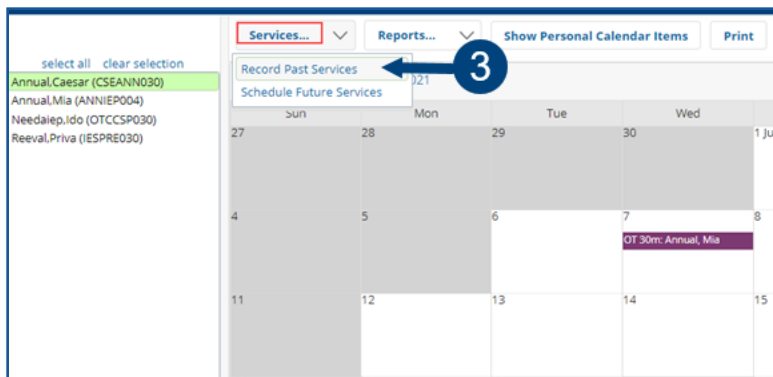 Services...
Reports...
Show Personal Calendar Items
Print
select all clear selection
Annual,Caesar (CSEANN030)
Annual,Mia (ANNIEP004)
Needaiep,Ido (OTCCSP030)
Reeval,Priva (IESPRE030)
Record Past Services
Schedule Future Services
3
021
Sun Mon Tue Wed
27 28 29 30 1 Ju
4 5 6 7 8
OT 30m: Annual, Mia
11 12 13 14 15